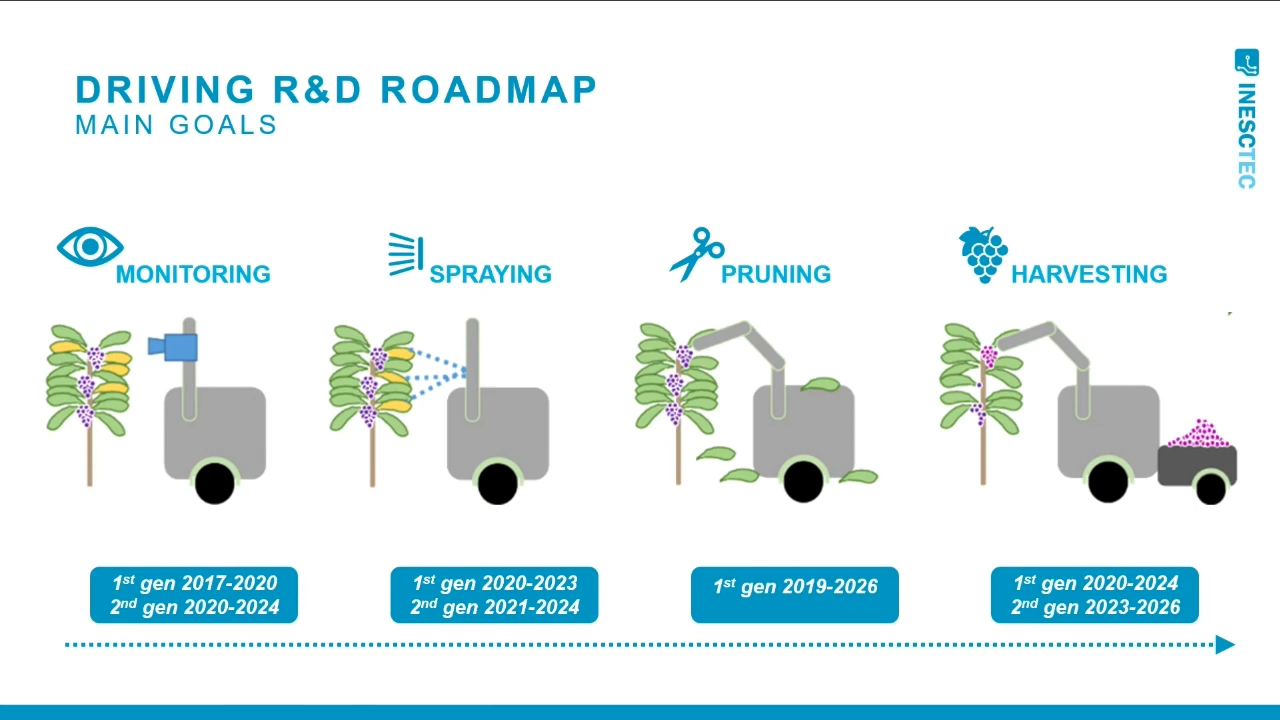 DRIVING R&D ROADMAP
MAIN GOALS
INESCTEC
MONITORING
SPRAYING
PRUNING
HARVESTING
1st gen 2017-2020
2nd gen 2020-2024
1st gen 2020-2023
2nd gen 2021-2024
1st gen 2019-2026
1st gen 2020-2024
2nd gen 2023-2026